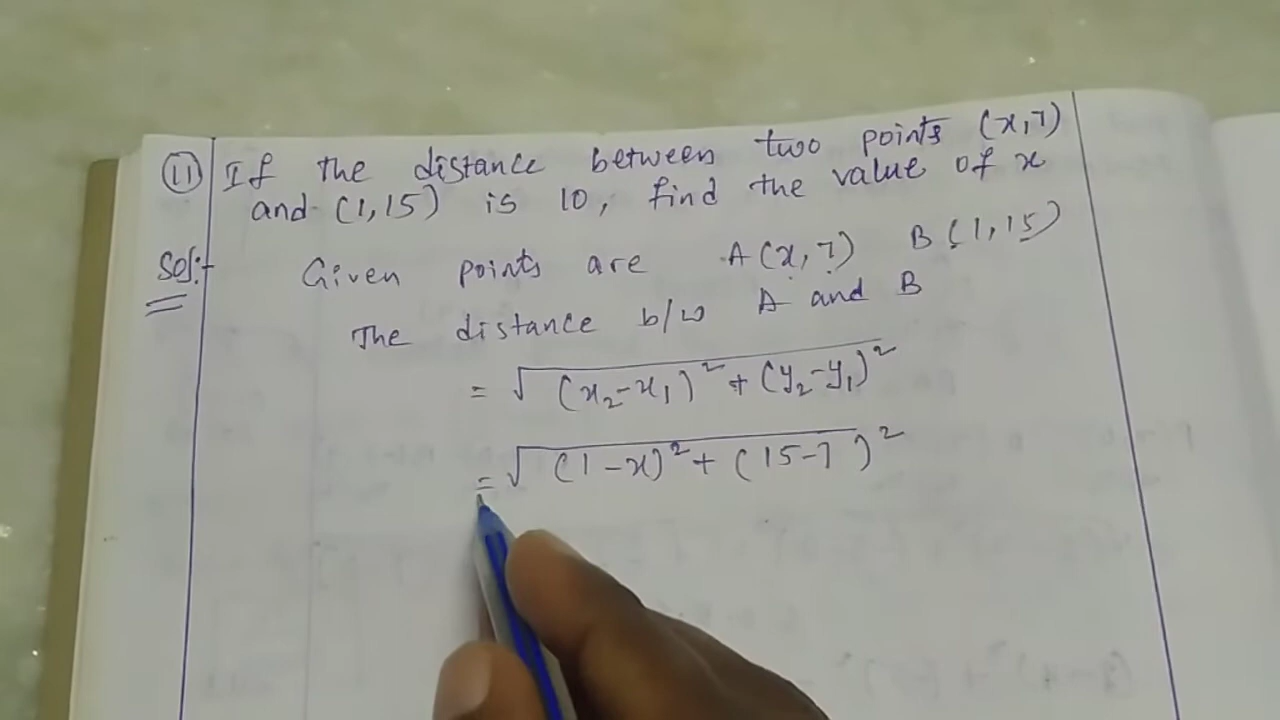 (11) If the distance between two points (x,7)
and (1,15) is 10, find the value of x
Sol:- Given points are A(x,7) B(1,15)
The distance b/w A and B
= √(x₂-x₁)² + (y₂-y₁)²
= √(1-x)² + (15-7)²